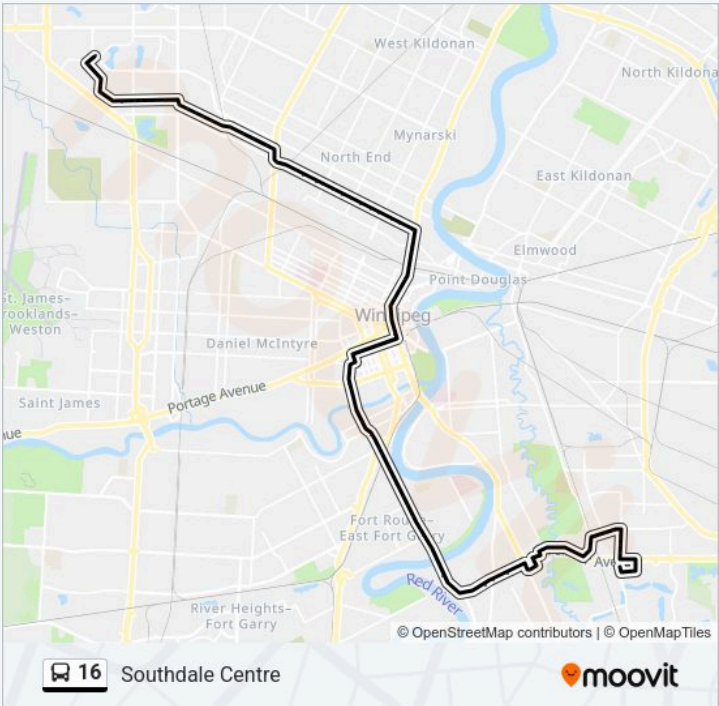 West Kildonan
North Kildona
Mynarski
North End
East Kildonan
Elmwood
Point-Douglas
St. James–
rooklands–
Weston
Winnipeg
Daniel McIntyre
Portage Avenue
Saint James
nue
Fort Rouge–
East Fort Garry
Ave
Red River
River Heights–
Fort Garry
© OpenStreetMap contributors | © OpenMapTiles
16 Southdale Centre
moovit